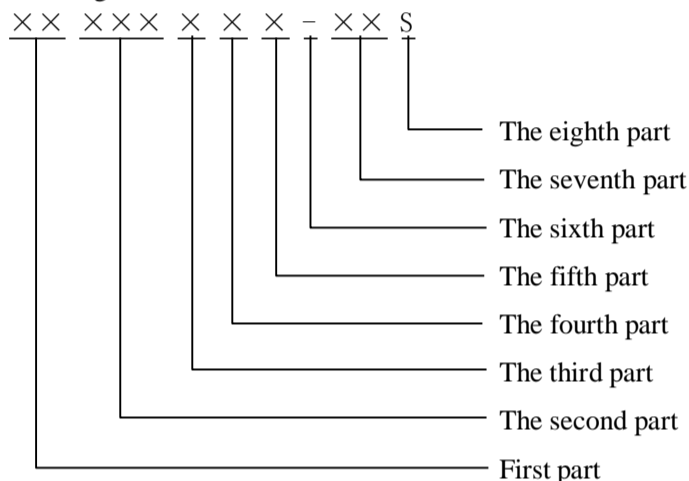 ×× ××× × × × - ×× S
The eighth part
The seventh part
The sixth part
The fifth part
The fourth part
The third part
The second part
First part